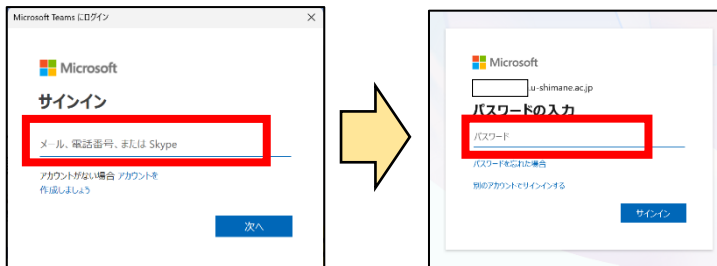 Microsoft Teams にログイン
Microsoft
サインイン
メール、電話番号、または Skype
アカウントがない場合 アカウントを
作成しましょう
次へ
Microsoft
.u-shimane.ac.jp
パスワードの入力
パスワード
パスワードを忘れた場合
別のアカウントでサインインする
サインイン